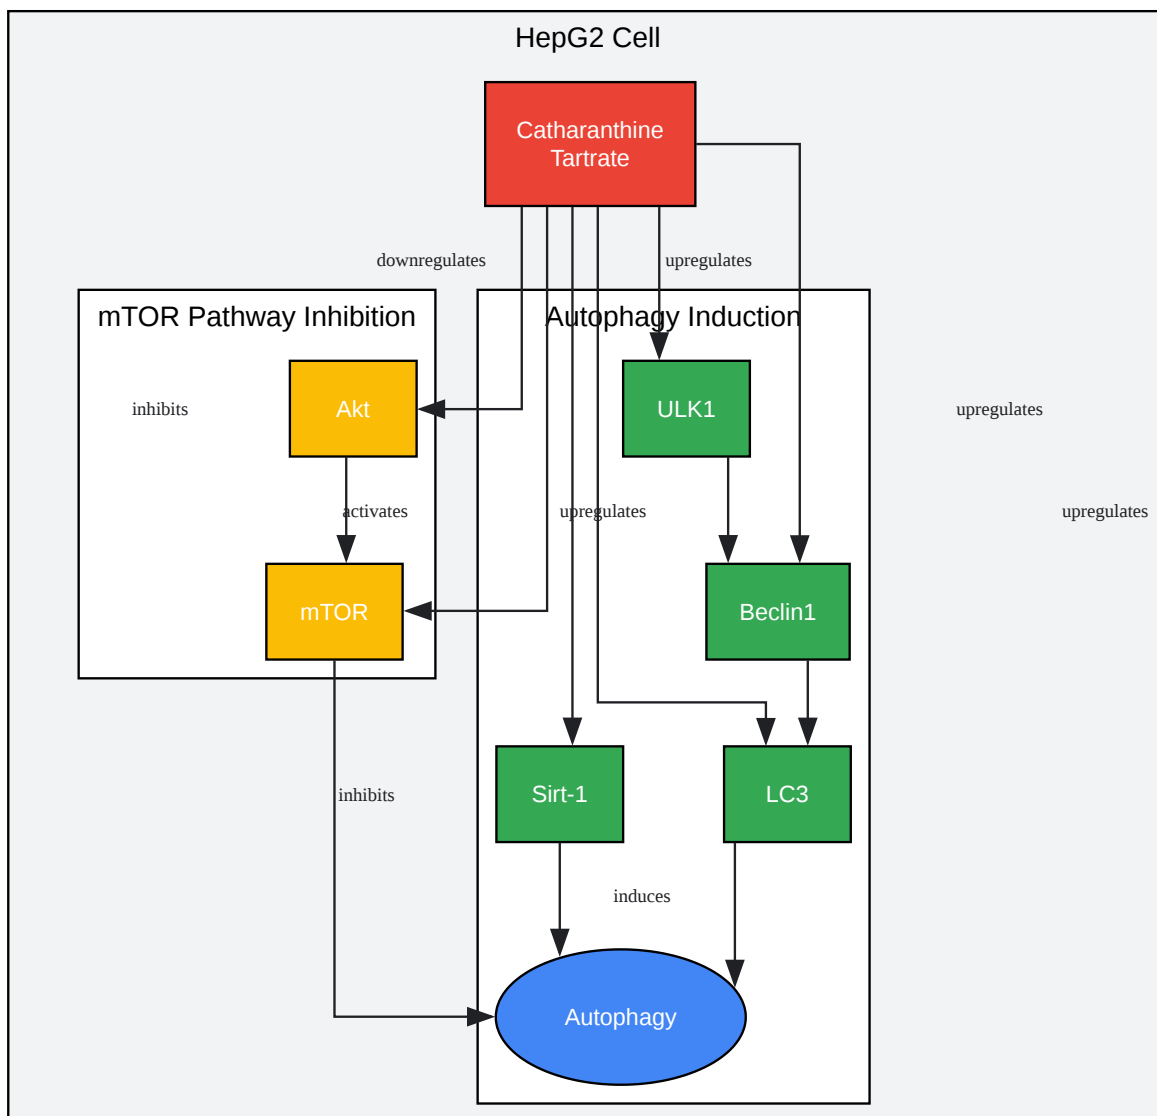 HepG2 Cell
Catharanthine
Tartrate
downregulates
upregulates
mTOR Pathway Inhibition
Autophagy Induction
inhibits
Akt
ULK1
upregulates
activates
upregulates
upregulates
mTOR
Beclin1
inhibits
Sirt-1
LC3
induces
Autophagy